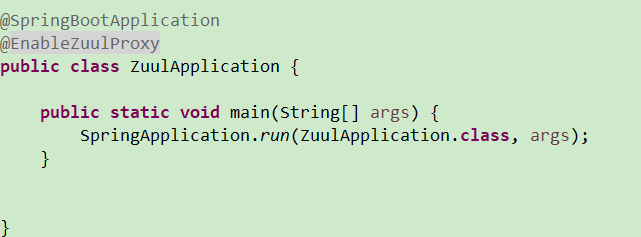 @SpringBootApplication
@EnableZuulProxy
public class ZuulApplication {
public static void main(String[] args) {
SpringApplication.run(ZuulApplication.class, args);
}
}